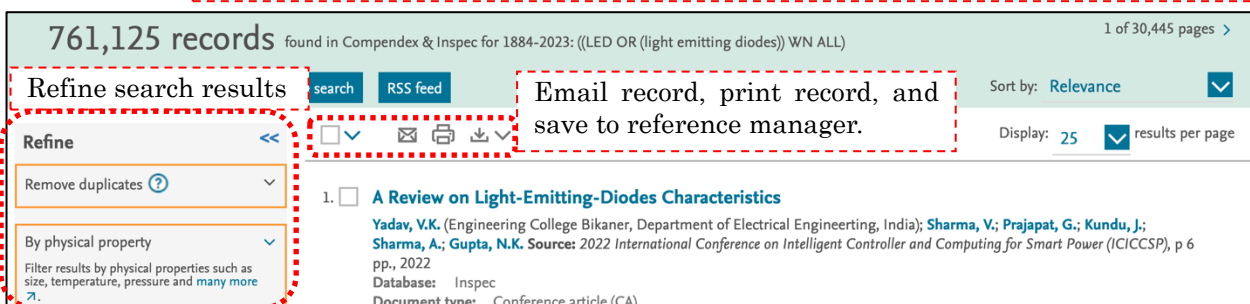 761,125 records found in Compendex & Inspec for 1884-2023: ((LED OR (light emitting diodes)) WN ALL)
1 of 30,445 pages >
Refine search results
search
RSS feed
Email record, print record, and
save to reference manager.
Sort by: Relevance
Display: 25 results per page
Refine <<
Remove duplicates ?
By physical property
Filter results by physical properties such as
size, temperature, pressure and many more
.
1. A Review on Light-Emitting-Diodes Characteristics
Yadav, V.K. (Engineering College Bikaner, Department of Electrical Engineerting, India); Sharma, V.; Prajapat, G.; Kundu, J.;
Sharma, A.; Gupta, N.K. Source: 2022 International Conference on Intelligent Controller and Computing for Smart Power (ICICCSP), p 6
pp., 2022
Database: Inspec
Document type: Conference article (CA)